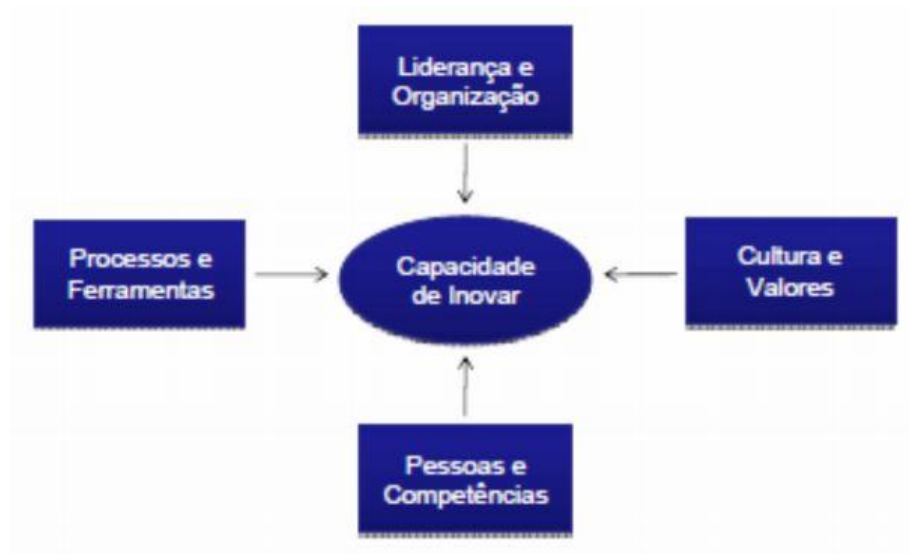 Liderança e
Organização
Processos e
Ferramentas
Capacidade
de Inovar
Cultura e
Valores
Pessoas e
Competências